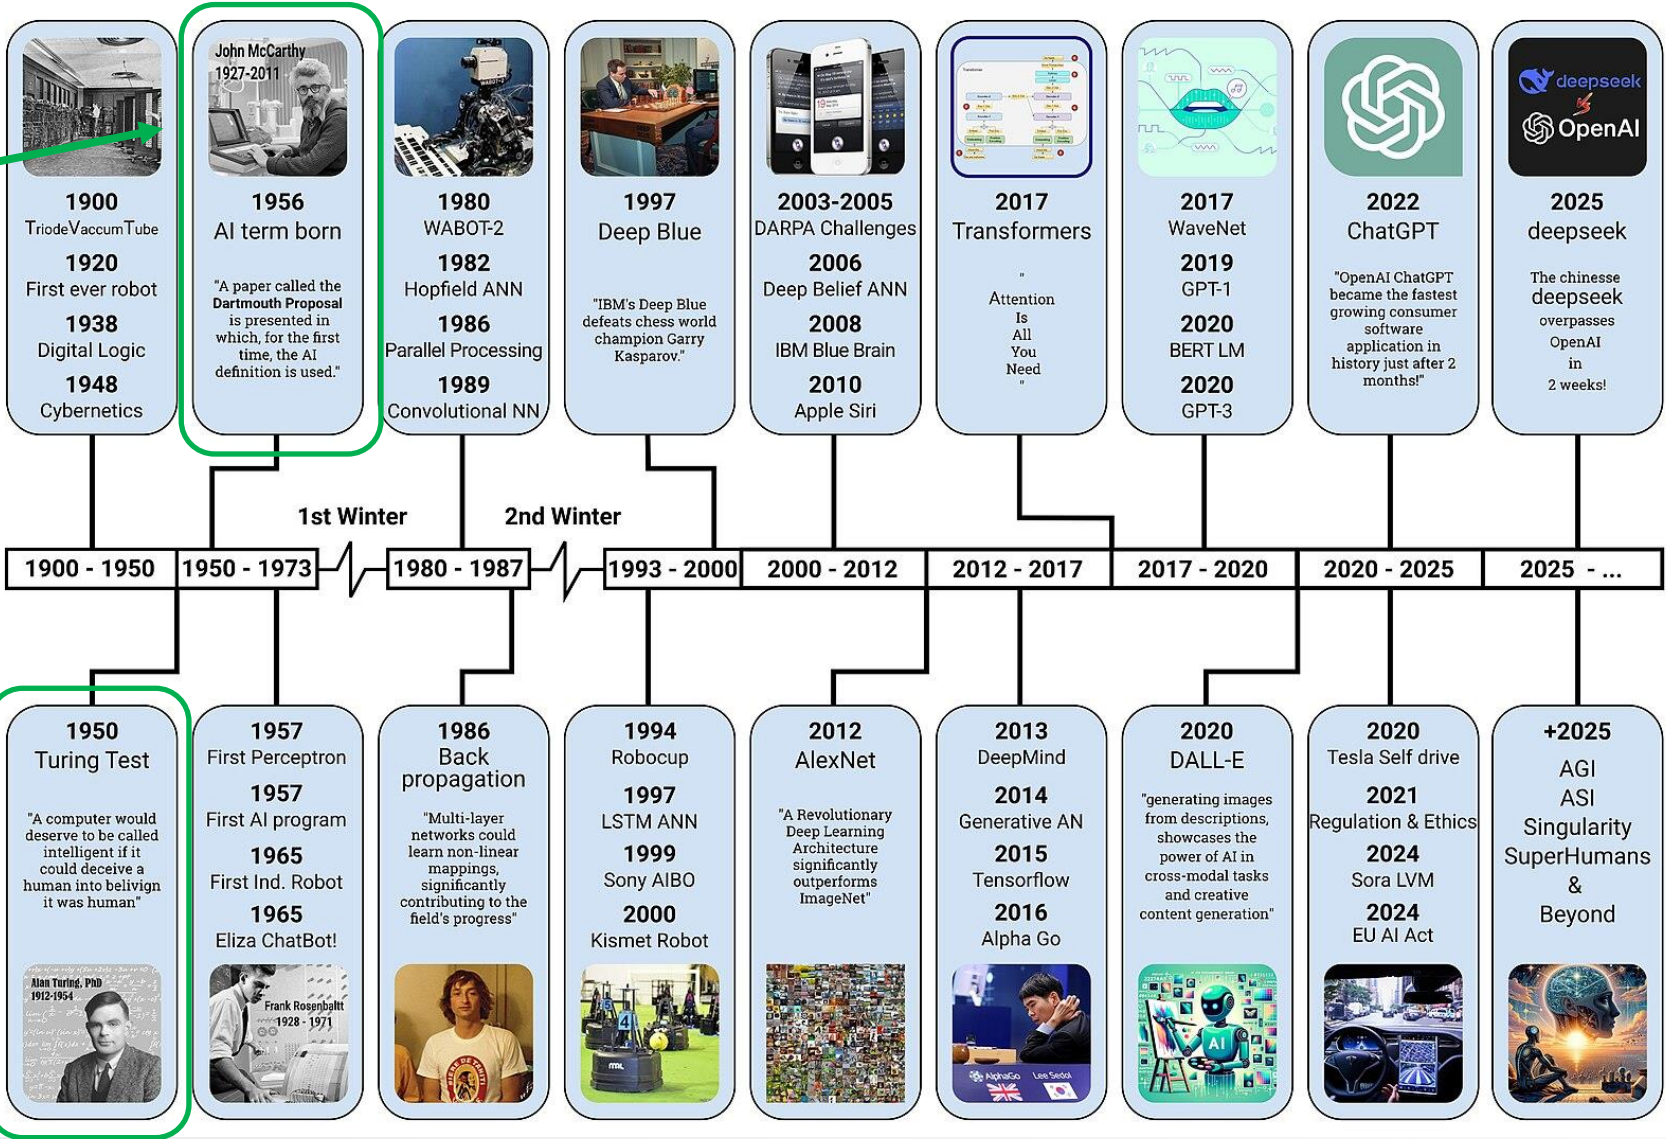 1900
TriodeVaccumTube
1920
First ever robot
1938
Digital Logic
1948
Cybernetics
John McCarthy
1927-2011
1956
AI term born
"A paper called the
Dartmouth Proposal
is presented in
which, for the first
time, the AI
definition is used."
1980
WABOT-2
1982
Hopfield ANN
1986
Parallel Processing
1989
Convolutional NN
1997
Deep Blue
"IBM's Deep Blue
defeats chess world
champion Garry
Kasparov."
2003-2005
DARPA Challenges
2006
Deep Belief ANN
2008
IBM Blue Brain
2010
Apple Siri
2017
Transformers
"
Attention
Is
All
You
Need
"
2017
WaveNet
2019
GPT-1
2020
BERT LM
2020
GPT-3
2022
ChatGPT
"OpenAI ChatGPT
became the fastest
growing consumer
software
application in
history just after 2
months!"
deepseek
OpenAI
2025
deepseek
The chinesse
deepseek
overpasses
OpenAI
in
2 weeks!
1st Winter
2nd Winter
1900 - 1950
1950 - 1973
1980 - 1987
1993 - 2000
2000 - 2012
2012 - 2017
2017 - 2020
2020 - 2025
2025 - ...
1950
Turing Test
"A computer would
deserve to be called
intelligent if it
could deceive a
human into belivign
it was human"
Alan Turing, PhD
1912-1954
1957
First Perceptron
1957
First AI program
1965
First Ind. Robot
1965
Eliza ChatBot!
Frank Rosenbaltt
1928 - 1971
1986
Back
propagation
"Multi-layer
networks could
learn non-linear
mappings,
significantly
contributing to the
field's progress"
1994
Robocup
1997
LSTM ANN
1999
Sony AIBO
2000
Kismet Robot
5
4
2012
AlexNet
"A Revolutionary
Deep Learning
Architecture
significantly
outperforms
ImageNet"
2013
DeepMind
2014
Generative AN
2015
Tensorflow
2016
Alpha Go
AlphaGo
Lee Sedol
2020
DALL-E
"generating images
from descriptions,
showcases the
power of AI in
cross-modal tasks
and creative
content generation"
AI
2020
Tesla Self drive
2021
Regulation & Ethics
2024
Sora LVM
2024
EU AI Act
+2025
AGI
ASI
Singularity
SuperHumans
&
Beyond